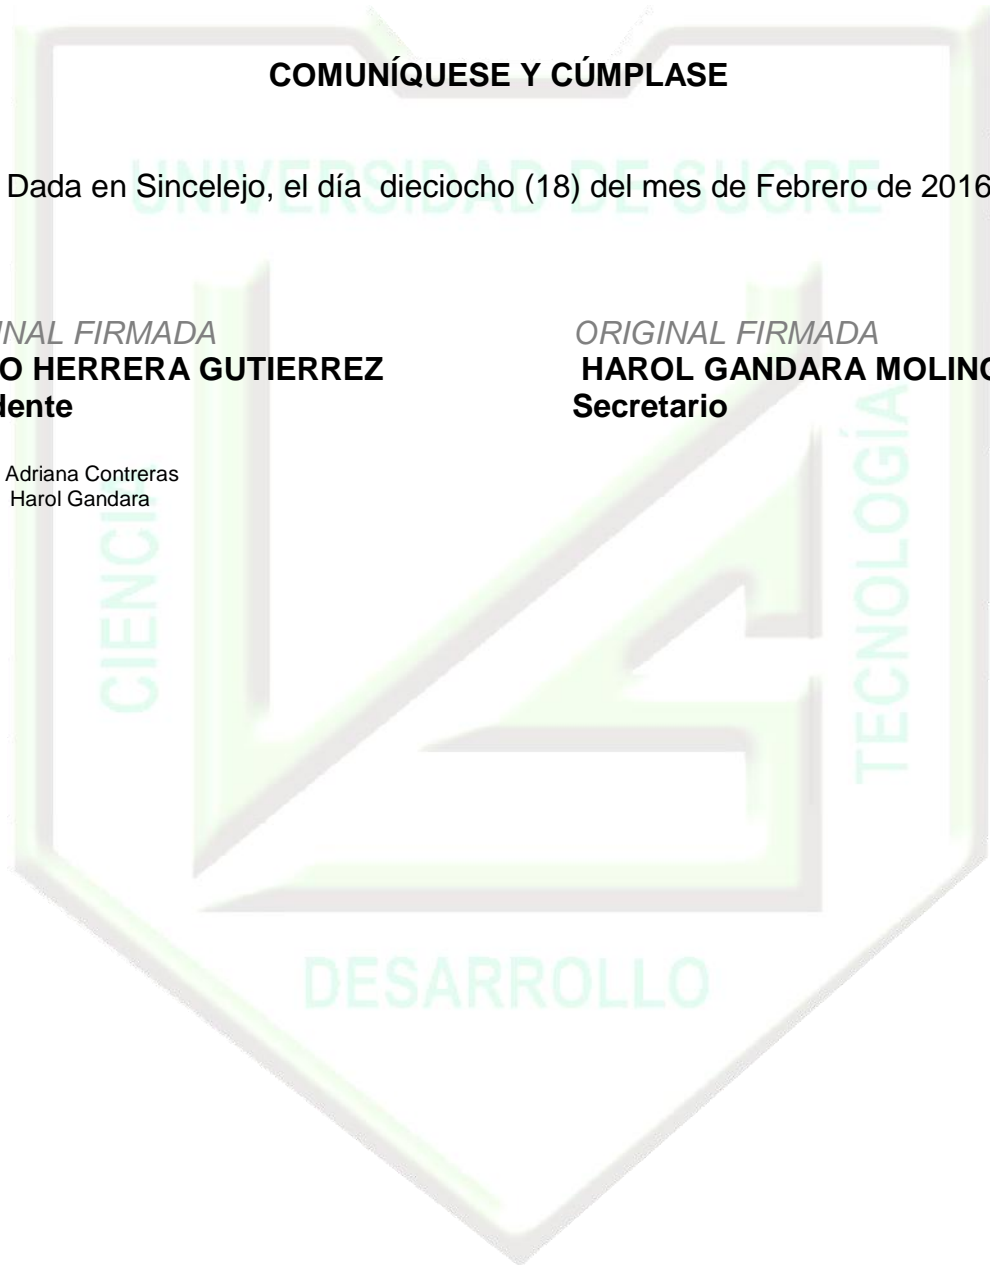 COMUNÍQUESE Y CÚMPLASE
UNIVERSIDAD DE SUCRE
Dada en Sincelejo, el día dieciocho (18) del mes de Febrero de 2016
INAL FIRMADA ORIGINAL FIRMADA
O HERRERA GUTIERREZ HAROL GANDARA MOLINO
dente Secretario
Adriana Contreras
Harol Gandara
CIENCIA
TECNOLOGÍA
DESARROLLO